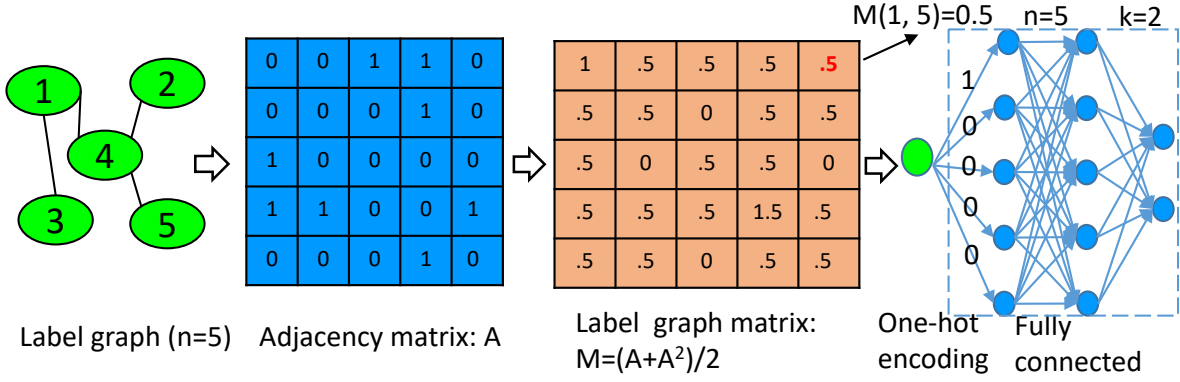 M(1, 5)=0.5 n=5 k=2
1
2
4
3
5
0 0 1 1 0
0 0 0 1 0
1 0 0 0 0
1 1 0 0 1
0 0 0 1 0
1 .5 .5 .5 .5
.5 .5 0 .5 .5
.5 0 .5 .5 0
.5 .5 .5 1.5 .5
.5 .5 0 .5 .5
1
0
0
0
0
Label graph (n=5)
Adjacency matrix: A
Label graph matrix:
M=(A+A²)/2
One-hot
encoding
Fully
connected